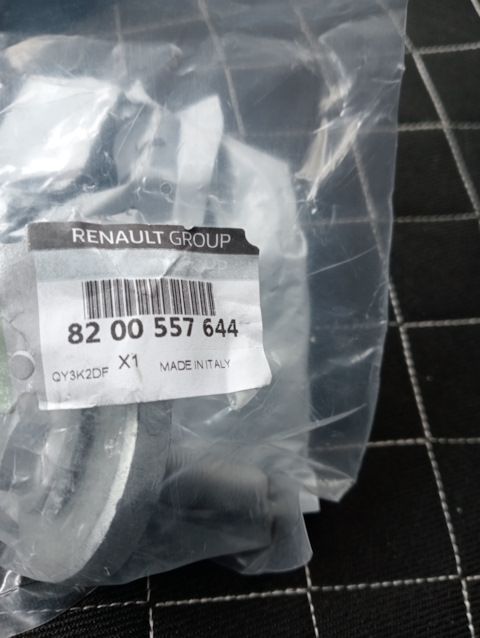 RENAULT GROUP
82 00 557 644
QY3K2DF X1 MADE IN ITALY